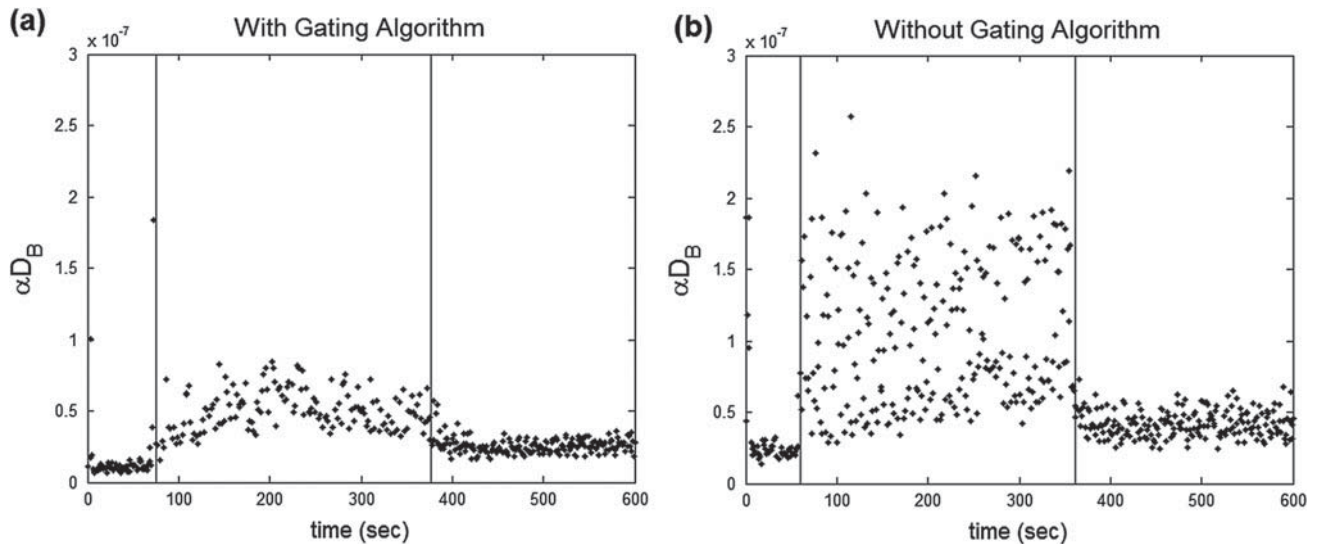 (a)
With Gating Algorithm
x 10-7
3
2.5
2
1.5
1
0.5
0
αDB
0 100 200 300 400 500 600
time (sec)
(b)
Without Gating Algorithm
x 10-7
3
2.5
2
1.5
1
0.5
0
αDB
0 100 200 300 400 500 600
time (sec)